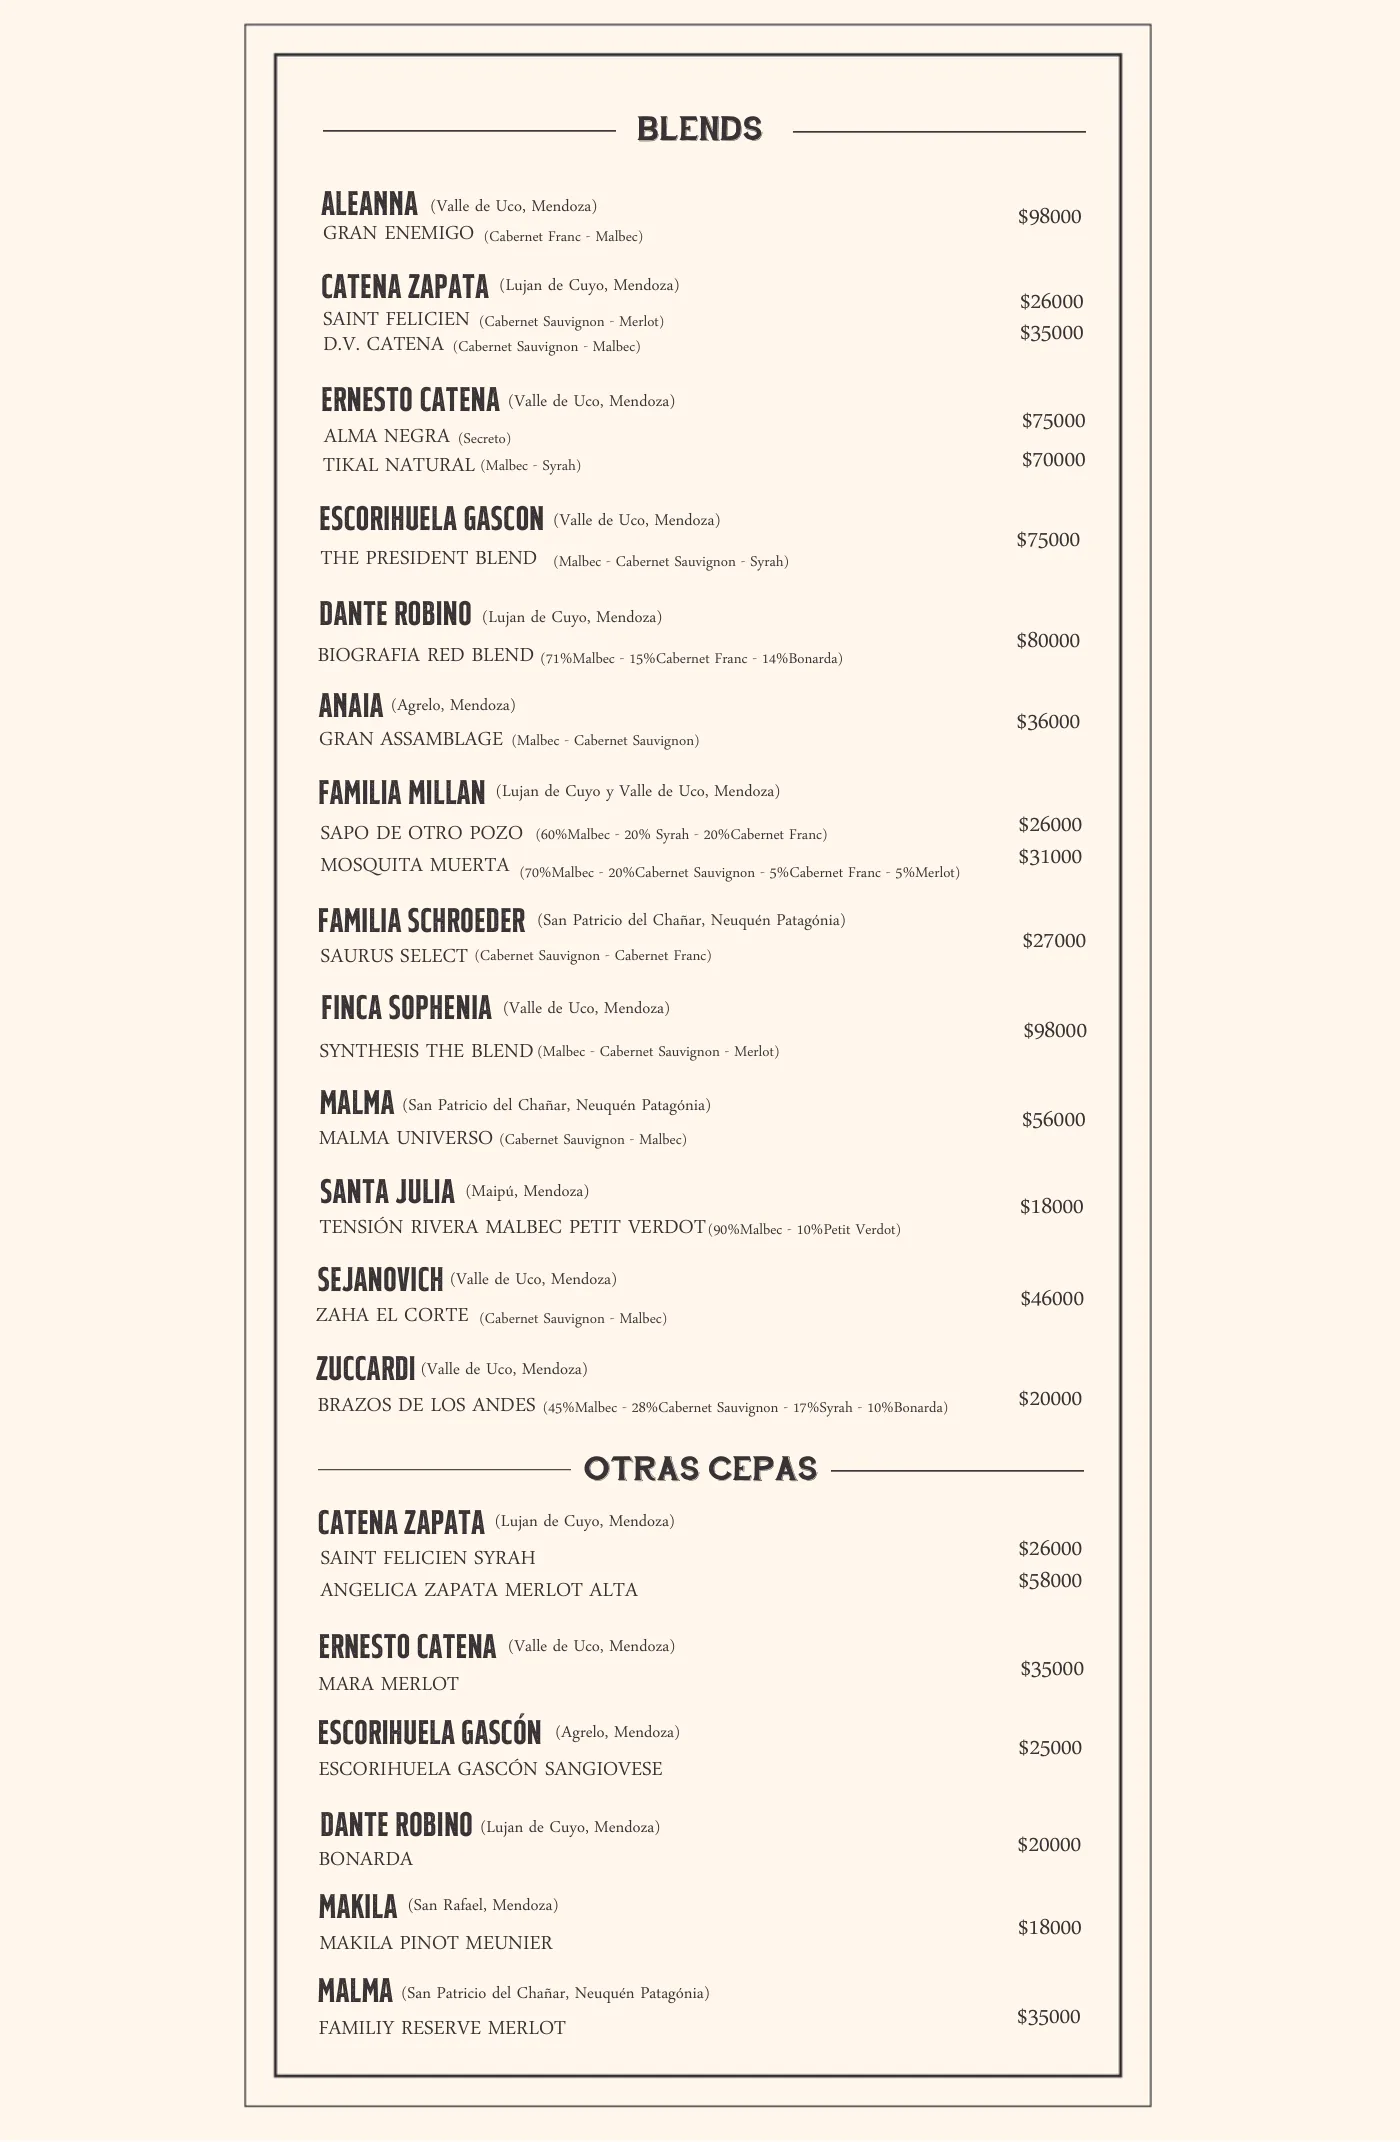 BLENDS
ALEANNA (Valle de Uco, Mendoza)
GRAN ENEMIGO (Cabernet Franc - Malbec) $98000
CATENA ZAPATA (Lujan de Cuyo, Mendoza)
SAINT FELICIEN (Cabernet Sauvignon - Merlot) $26000
D.V. CATENA (Cabernet Sauvignon - Malbec) $35000
ERNESTO CATENA (Valle de Uco, Mendoza)
ALMA NEGRA (Secreto) $75000
TIKAL NATURAL (Malbec - Syrah) $70000
ESCORIHUELA GASCON (Valle de Uco, Mendoza)
THE PRESIDENT BLEND (Malbec - Cabernet Sauvignon - Syrah) $75000
DANTE ROBINO (Lujan de Cuyo, Mendoza)
BIOGRAFIA RED BLEND (71%Malbec - 15%Cabernet Franc - 14%Bonarda) $80000
ANAIA (Agrelo, Mendoza)
GRAN ASSAMBLAGE (Malbec - Cabernet Sauvignon) $36000
FAMILIA MILLAN (Lujan de Cuyo y Valle de Uco, Mendoza)
SAPO DE OTRO POZO (60%Malbec - 20% Syrah - 20%Cabernet Franc) $26000
MOSQUITA MUERTA (70%Malbec - 20%Cabernet Sauvignon - 5%Cabernet Franc - 5%Merlot) $31000
FAMILIA SCHROEDER (San Patricio del Chañar, Neuquén Patagónia)
SAURUS SELECT (Cabernet Sauvignon - Cabernet Franc) $27000
FINCA SOPHENIA (Valle de Uco, Mendoza)
SYNTHESIS THE BLEND (Malbec - Cabernet Sauvignon - Merlot) $98000
MALMA (San Patricio del Chañar, Neuquén Patagónia)
MALMA UNIVERSO (Cabernet Sauvignon - Malbec) $56000
SANTA JULIA (Maipú, Mendoza)
TENSIÓN RIVERA MALBEC PETIT VERDOT (90%Malbec - 10%Petit Verdot) $18000
SEJANOVICH (Valle de Uco, Mendoza)
ZAHA EL CORTE (Cabernet Sauvignon - Malbec) $46000
ZUCCARDI (Valle de Uco, Mendoza)
BRAZOS DE LOS ANDES (45%Malbec - 28%Cabernet Sauvignon - 17%Syrah - 10%Bonarda) $20000
OTRAS CEPAS
CATENA ZAPATA (Lujan de Cuyo, Mendoza)
SAINT FELICIEN SYRAH $26000
ANGELICA ZAPATA MERLOT ALTA $58000
ERNESTO CATENA (Valle de Uco, Mendoza)
MARA MERLOT $35000
ESCORIHUELA GASCÓN (Agrelo, Mendoza)
ESCORIHUELA GASCÓN SANGIOVESE $25000
DANTE ROBINO (Lujan de Cuyo, Mendoza)
BONARDA $20000
MAKILA (San Rafael, Mendoza)
MAKILA PINOT MEUNIER $18000
MALMA (San Patricio del Chañar, Neuquén Patagónia)
FAMILIY RESERVE MERLOT $35000